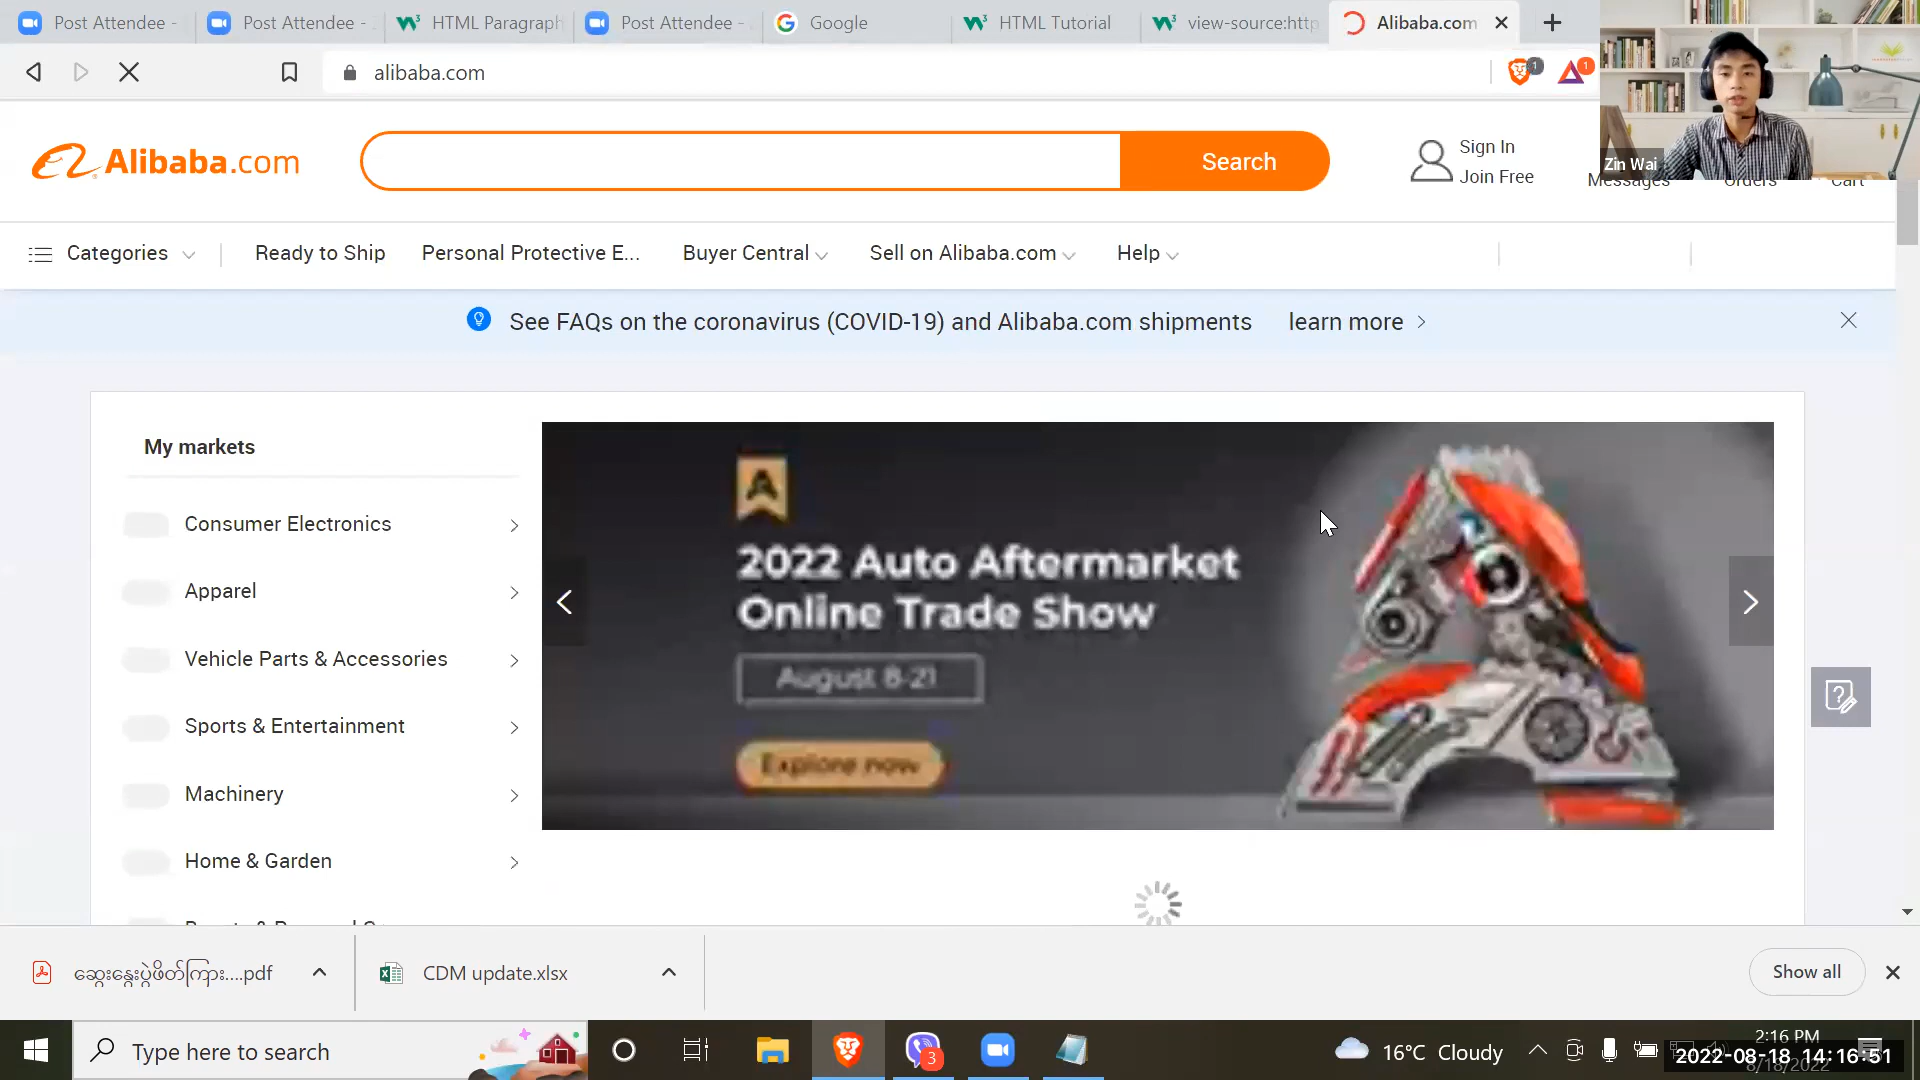 Post Attendee -
Post Attendee -
HTML Paragraph
Post Attendee -
Google
HTML Tutorial
view-source:http
Alibaba.com
alibaba.com
1
1
Zin Wai
Alibaba.com
Search
Sign In
Join Free
Messages
Orders
Cart
Categories
Ready to Ship
Personal Protective E...
Buyer Central
Sell on Alibaba.com
Help
See FAQs on the coronavirus (COVID-19) and Alibaba.com shipments
learn more
My markets
Consumer Electronics
Apparel
Vehicle Parts & Accessories
Sports & Entertainment
Machinery
Home & Garden
A
2022 Auto Aftermarket
Online Trade Show
August 8-21
Explore now
ဆွေးနွေးပွဲဖိတ်ကြား....pdf
CDM update.xlsx
Show all
Type here to search
3
16°C Cloudy
2:16 PM
2022-08-18 14:16:51
8/18/2022